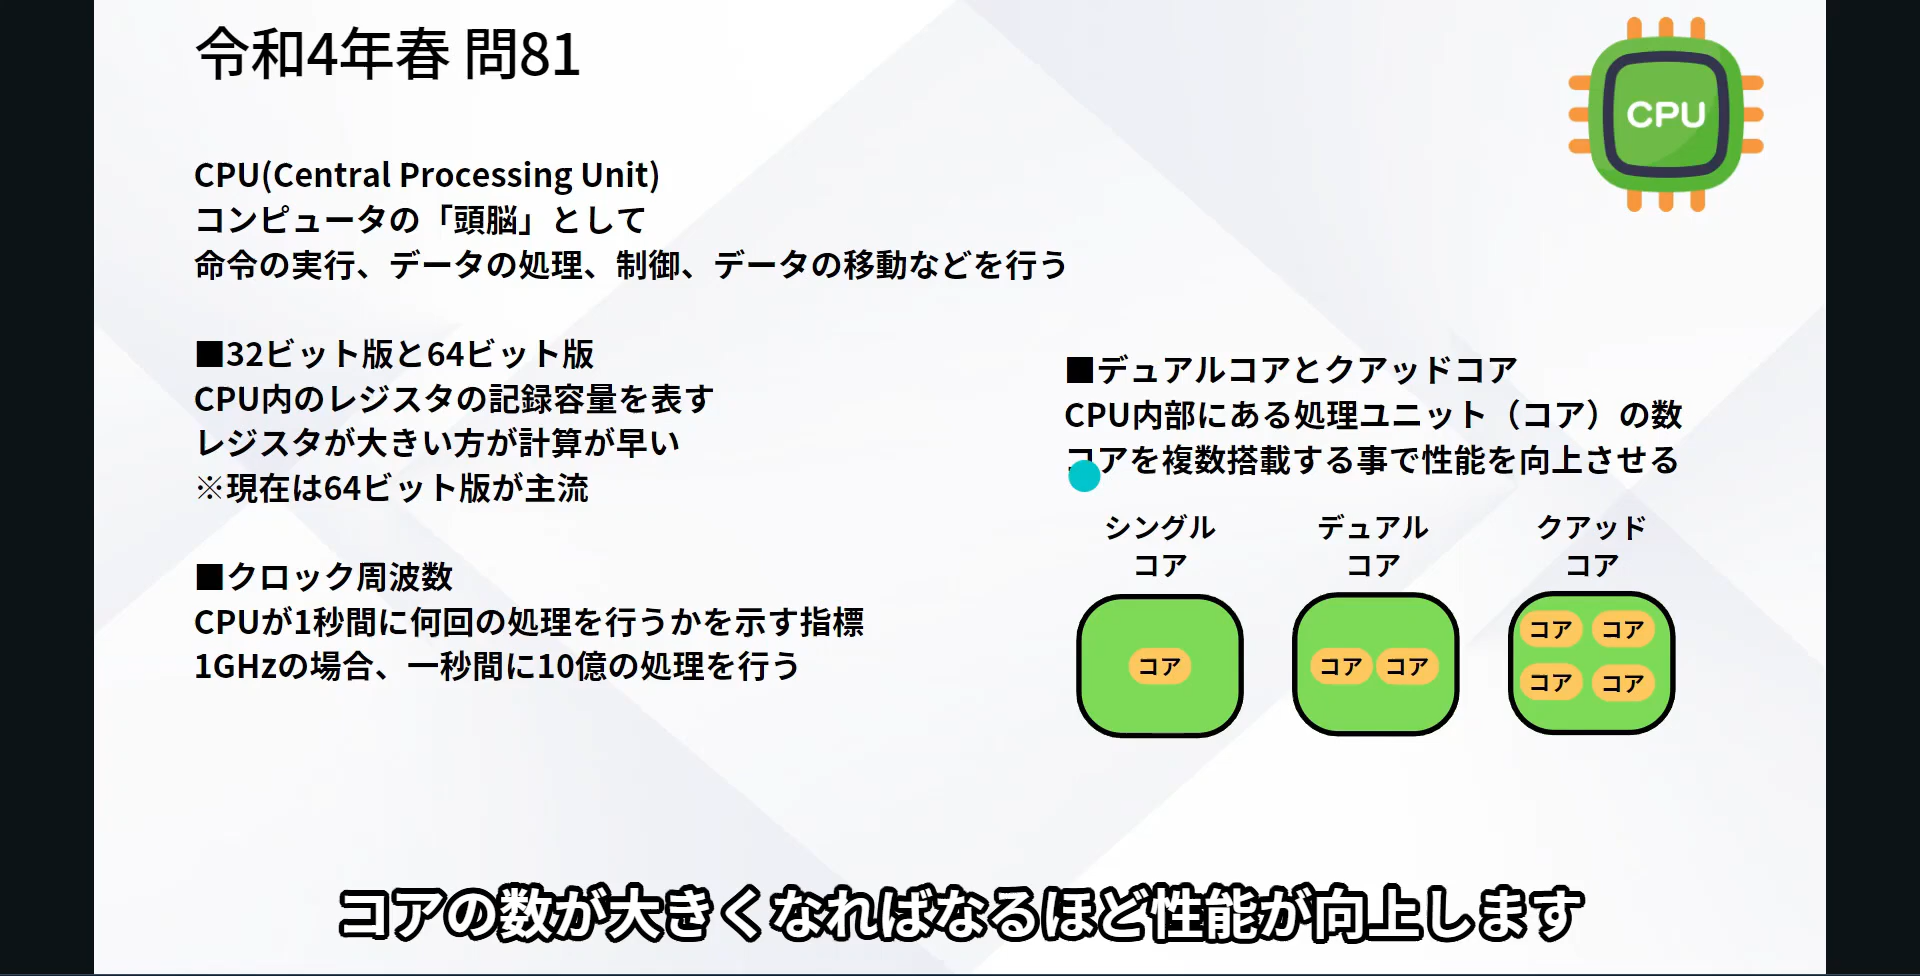 令和4年春 問81
CPU
CPU(Central Processing Unit)
コンピュータの「頭脳」として
命令の実行、データの処理、制御、データの移動などを行う
■32ビット版と64ビット版
CPU内のレジスタの記録容量を表す
レジスタが大きい方が計算が早い
※現在は64ビット版が主流
■クロック周波数
CPUが1秒間に何回の処理を行うかを示す指標
1GHzの場合、一秒間に10億の処理を行う
■デュアルコアとクアッドコア
CPU内部にある処理ユニット（コア）の数
コアを複数搭載する事で性能を向上させる
シングル
コア
デュアル
コア
クアッド
コア
コア
コア コア
コア コア
コア コア
コアの数が大きくなればなるほど性能が向上します